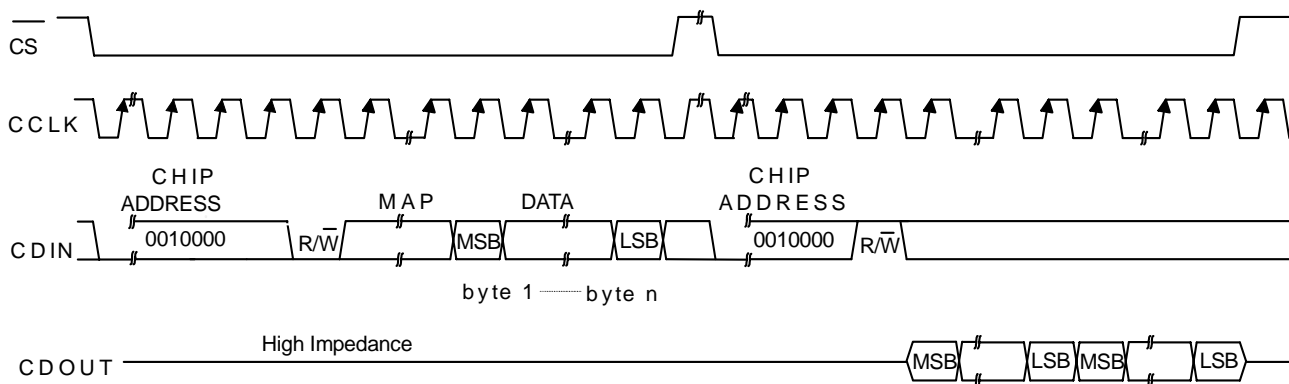 CS
CCLK
CHIP ADDRESS
MAP
DATA
CHIP ADDRESS
CDIN
0010000
R/W
MSB
LSB
0010000
R/W
byte 1 byte n
CDOUT
High Impedance
MSB
LSB
MSB
LSB